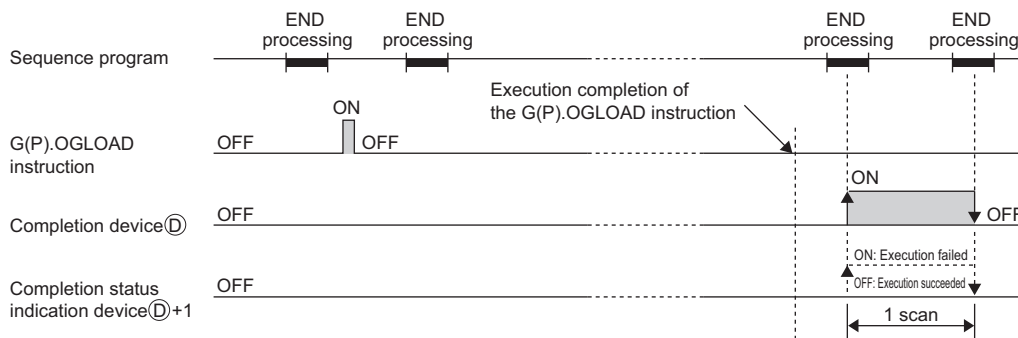 END
processing
END
processing
END
processing
END
processing
Sequence program
Execution completion of
the G(P).OGLOAD instruction
ON
G(P).OGLOAD
instruction
OFF
OFF
ON
Completion device Ⓓ
OFF
OFF
ON: Execution failed
Completion status
indication device Ⓓ+1
OFF
OFF: Execution succeeded
1 scan